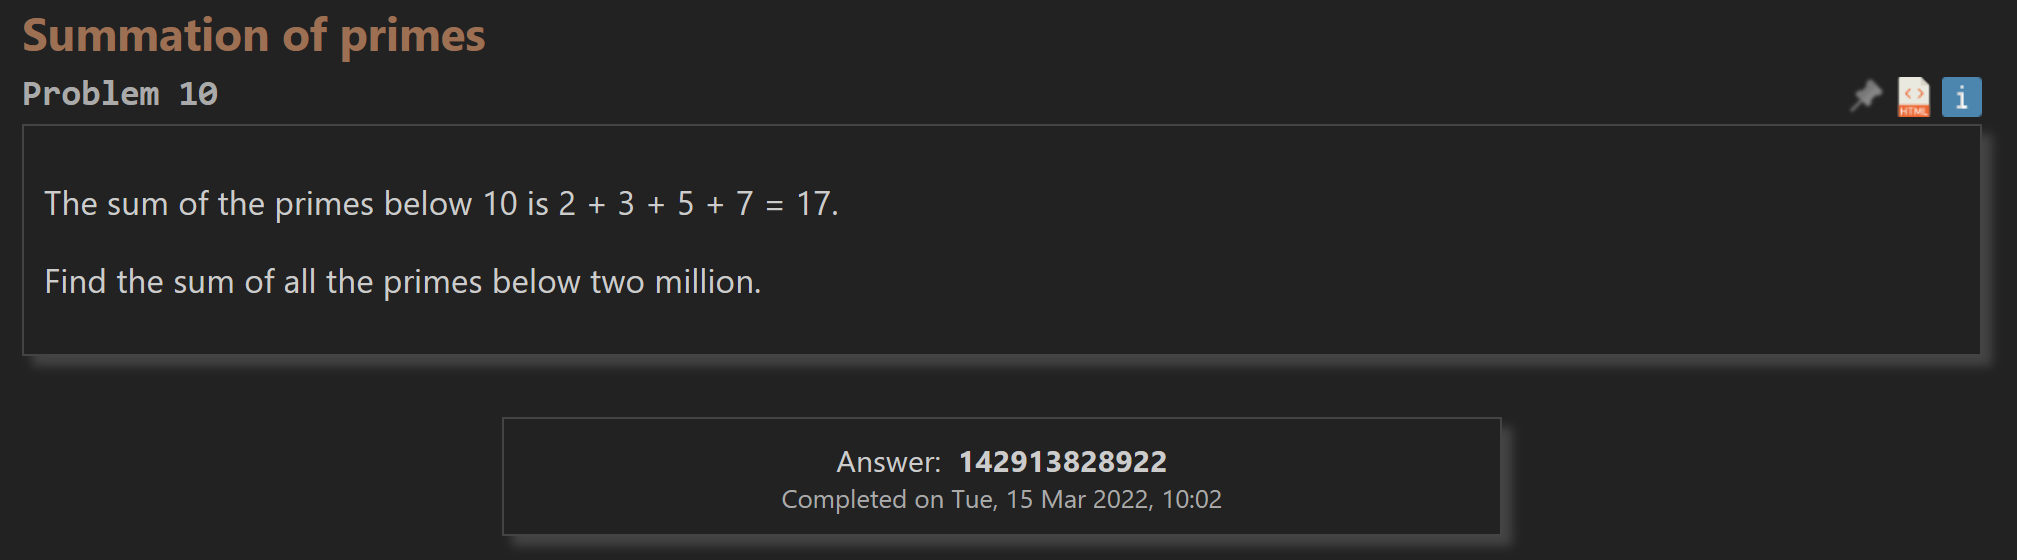 Summation of primes
Problem 10
HTML
i
The sum of the primes below 10 is 2 + 3 + 5 + 7 = 17.
Find the sum of all the primes below two million.
Answer: 142913828922
Completed on Tue, 15 Mar 2022, 10:02